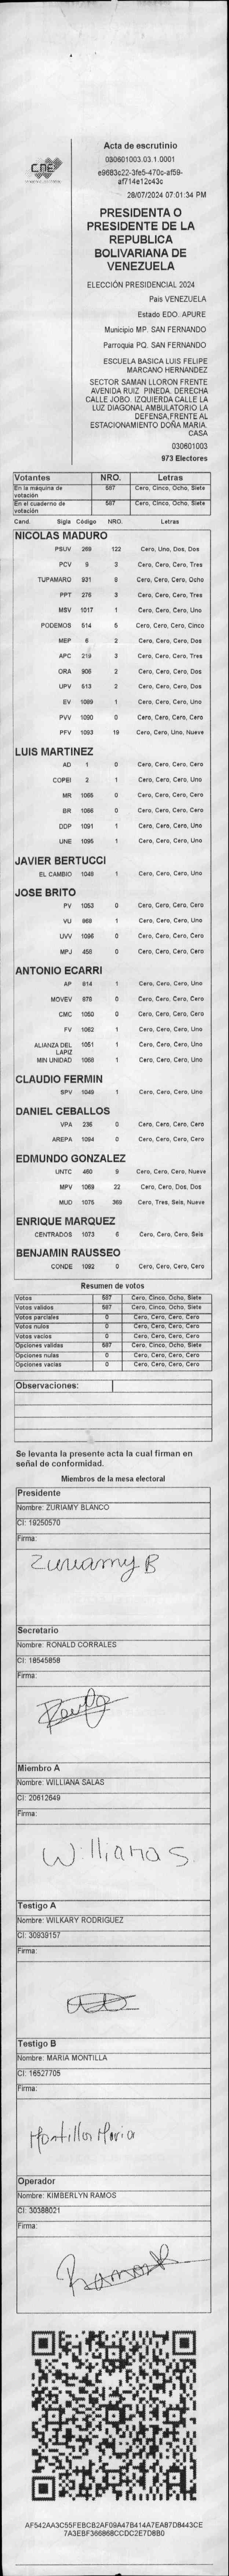 CNE
Acta de escrutinio
030601003.03.1.0001
e9683c22-3fe5-470c-af59-
af714e12c43c
28/07/2024 07:01:34 PM
PRESIDENTA O
PRESIDENTE DE LA
REPUBLICA
BOLIVARIANA DE
VENEZUELA
ELECCIÓN PRESIDENCIAL 2024
Pais VENEZUELA
Estado EDO. APURE
Municipio MP. SAN FERNANDO
Parroquia PQ. SAN FERNANDO
ESCUELA BASICA LUIS FELIPE
MARCANO HERNANDEZ
SECTOR SAMAN LLORON FRENTE
AVENIDA RUIZ. PINEDA. DERECHA
CALLE JOBO. IZQUIERDA CALLE LA
LUZ DIAGONAL AMBULATORIO LA
DEFENSA,FRENTE AL
ESTACIONAMIENTO DOÑA MARIA.
CASA
030601003
973 Electores
Votantes NRO. Letras
En la máquina de votación 587 Cero, Cinco, Ocho, Siete
En el cuaderno de votación 587 Cero, Cinco, Ocho, Siete
Cand. Sigla Código NRO. Letras
NICOLAS MADURO
PSUV 269 122 Cero, Uno, Dos, Dos
PCV 9 3 Cero, Cero, Cero, Tres
TUPAMARO 931 8 Cero, Cero, Cero, Ocho
PPT 276 3 Cero, Cero, Cero, Tres
MSV 1017 1 Cero, Cero, Cero, Uno
PODEMOS 514 5 Cero, Cero, Cero, Cinco
MEP 6 2 Cero, Cero, Cero, Dos
APC 219 3 Cero, Cero, Cero, Tres
ORA 908 2 Cero, Cero, Cero, Dos
UPV 513 2 Cero, Cero, Cero, Dos
EV 1089 1 Cero, Cero, Cero, Uno
PVV 1090 0 Cero, Cero, Cero, Cero
PFV 1093 19 Cero, Cero, Uno, Nueve
LUIS MARTINEZ
AD 1 0 Cero, Cero, Cero, Cero
COPEI 2 1 Cero, Cero, Cero, Uno
MR 1065 0 Cero, Cero, Cero, Cero
BR 1066 0 Cero, Cero, Cero, Cero
DDP 1091 1 Cero, Cero, Cero, Uno
UNE 1095 1 Cero, Cero, Cero, Uno
JAVIER BERTUCCI
EL CAMBIO 1048 1 Cero, Cero, Cero, Uno
JOSE BRITO
PV 1053 0 Cero, Cero, Cero, Cero
VU 869 1 Cero, Cero, Cero, Uno
UVV 1096 0 Cero, Cero, Cero, Cero
MPJ 458 0 Cero, Cero, Cero, Cero
ANTONIO ECARRI
AP 814 1 Cero, Cero, Cero, Uno
MOVEV 876 0 Cero, Cero, Cero, Cero
CMC 1050 0 Cero, Cero, Cero, Cero
FV 1062 1 Cero, Cero, Cero, Uno
ALIANZA DEL LAPIZ 1051 1 Cero, Cero, Cero, Uno
MIN UNIDAD 1058 1 Cero, Cero, Cero, Uno
CLAUDIO FERMIN
SPV 1049 1 Cero, Cero, Cero, Uno
DANIEL CEBALLOS
VPA 236 0 Cero, Cero, Cero, Cero
AREPA 1094 0 Cero, Cero, Cero, Cero
EDMUNDO GONZALEZ
UNTC 460 9 Cero, Cero, Cero, Nueve
MPV 1069 22 Cero, Cero, Dos, Dos
MUD 1075 369 Cero, Tres, Seis, Nueve
ENRIQUE MARQUEZ
CENTRADOS 1073 6 Cero, Cero, Cero, Seis
BENJAMIN RAUSSEO
CONDE 1092 0 Cero, Cero, Cero, Cero
Resumen de votos
Votos 587 Cero, Cinco, Ocho, Siete
Votos validos 587 Cero, Cinco, Ocho, Siete
Votos parciales 0 Cero, Cero, Cero, Cero
Votos nulos 0 Cero, Cero, Cero, Cero
Votos vacios 0 Cero, Cero, Cero, Cero
Opciones validas 587 Cero, Cinco, Ocho, Siete
Opciones nulas 0 Cero, Cero, Cero, Cero
Opciones vacias 0 Cero, Cero, Cero, Cero
Observaciones:
Se levanta la presente acta la cual firman en
señal de conformidad.
Miembros de la mesa electoral
Presidente
Nombre: ZURIAMY BLANCO
CI: 19250570
Firma:
Zuriamy B
Secretario
Nombre: RONALD CORRALES
CI: 18545858
Firma:
Miembro A
Nombre: WILLIANA SALAS
CI: 20612649
Firma:
Williana S.
Testigo A
Nombre: WILKARY RODRIGUEZ
CI: 30939157
Firma:
Testigo B
Nombre: MARIA MONTILLA
CI: 16527705
Firma:
Montilla Maria
Operador
Nombre: KIMBERLYN RAMOS
CI: 30388021
Firma:
Ramos K
AF542AA3C55FEBCB2AF09A47B414A7EA87D8443CE
7A3EBF366868CCDC2E7D8B0